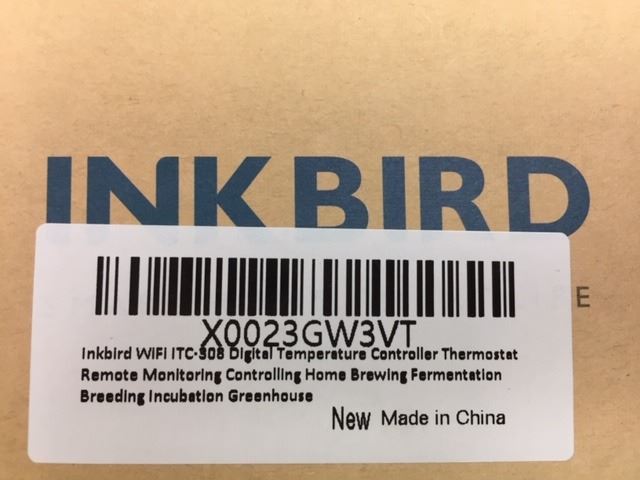 INKBIRD
E
X0023GW3VT
Inkbird WiFi ITC-308 Digital Temperature Controller Thermostat
Remote Monitoring Controlling Home Brewing Fermentation
Breeding Incubation Greenhouse
New Made in China